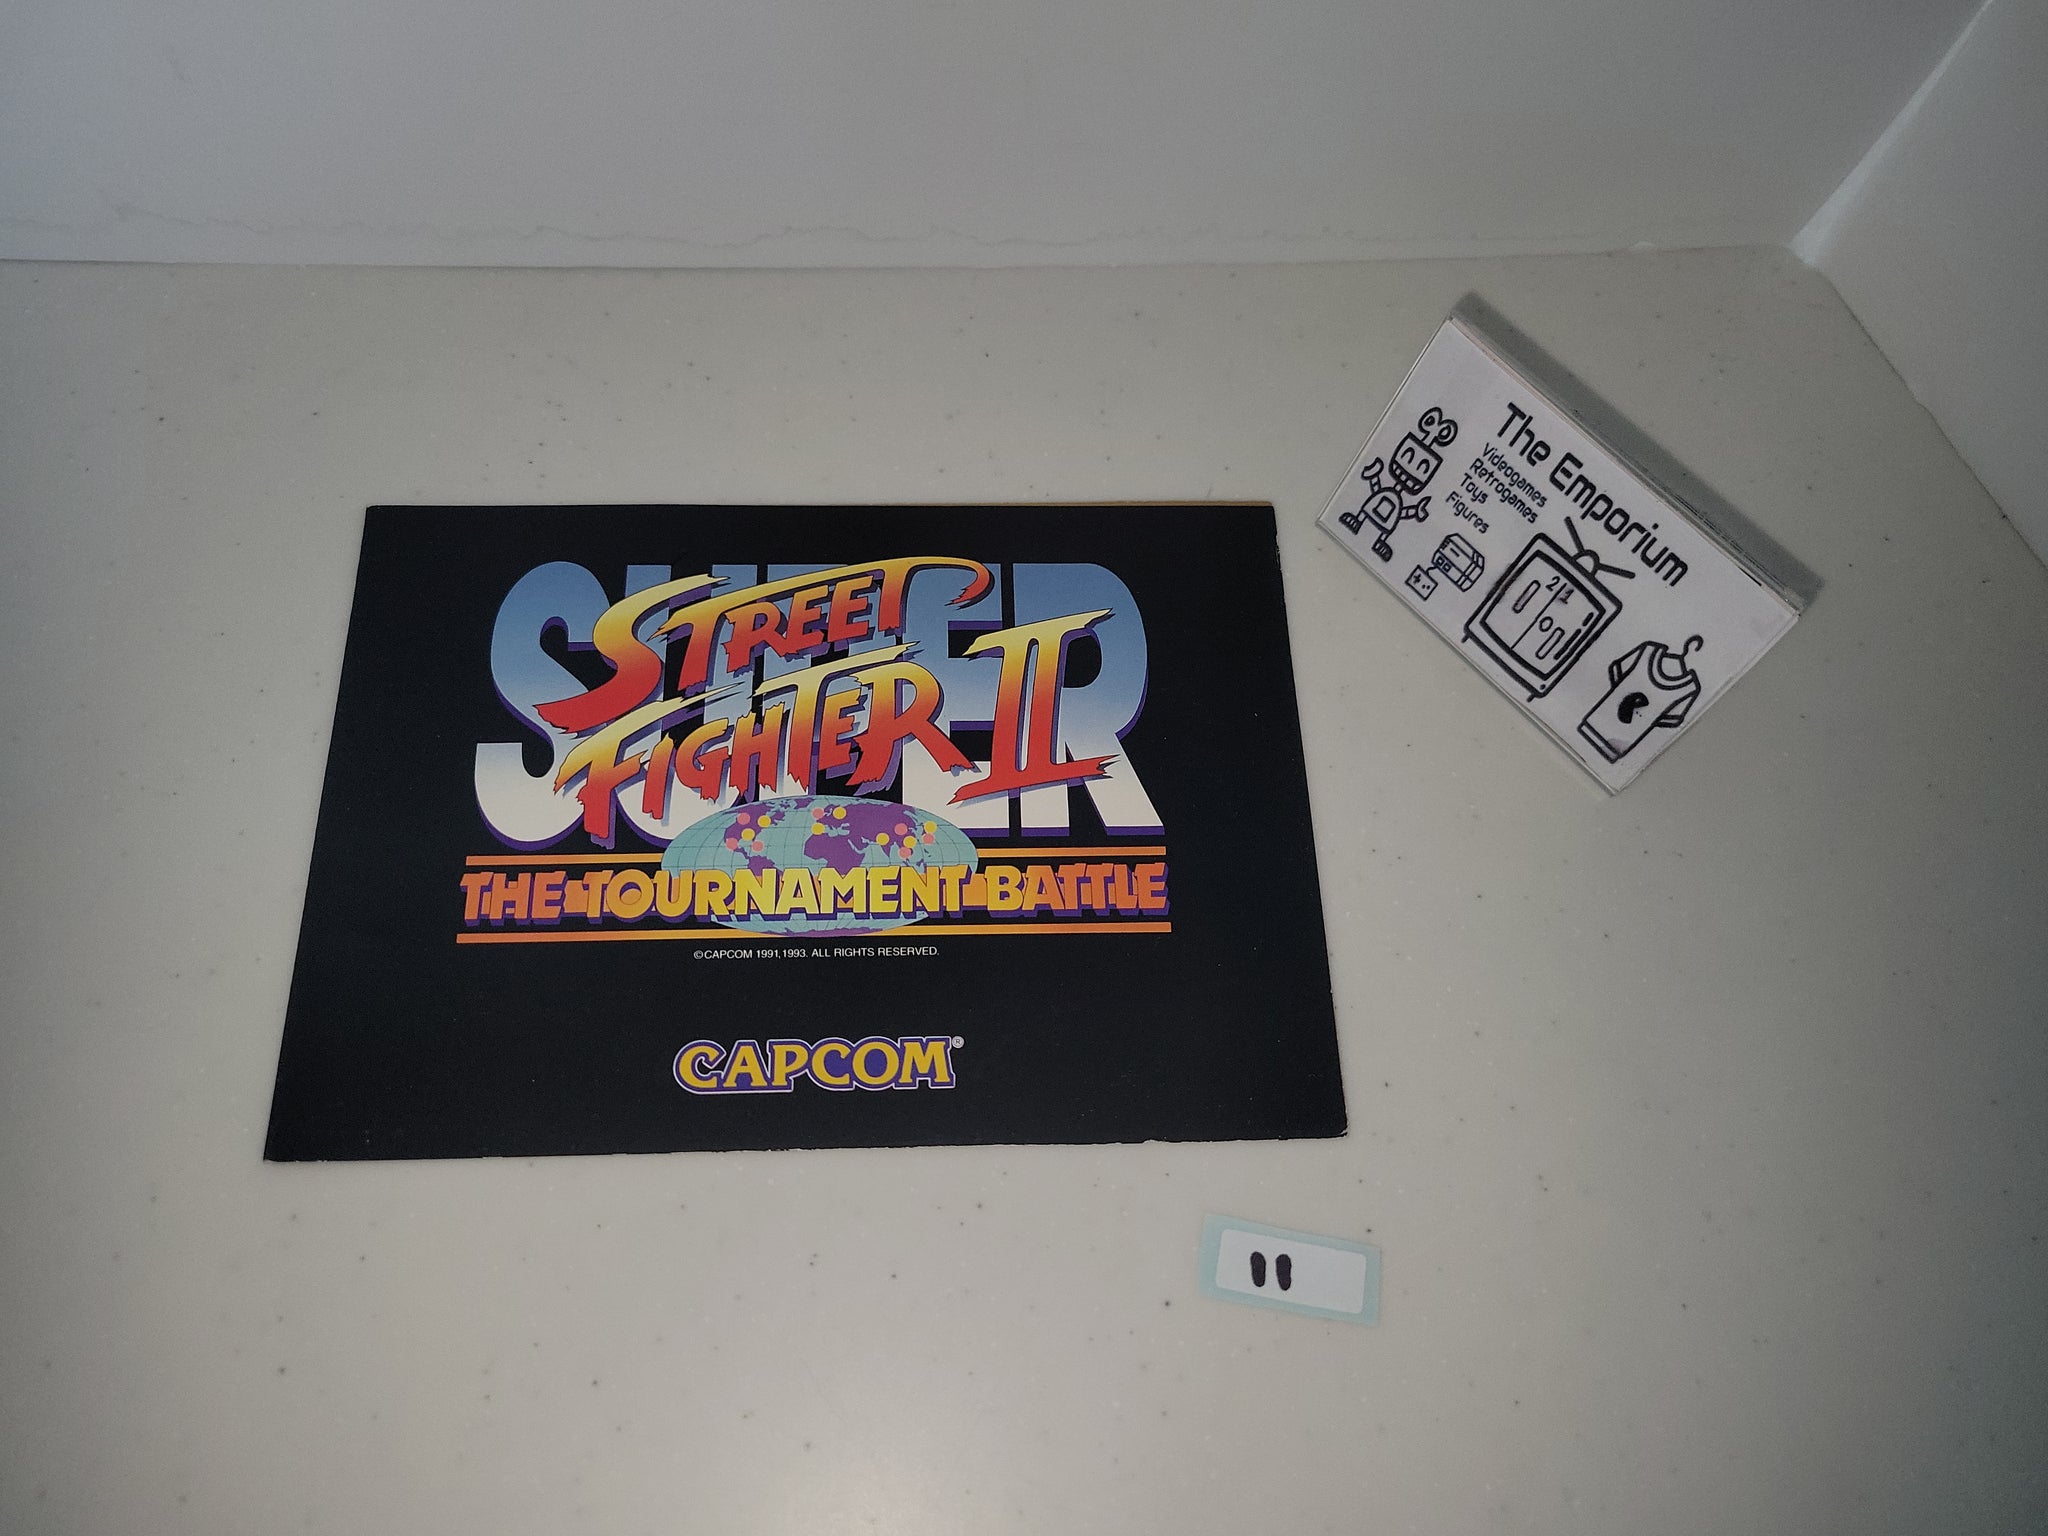 SUPER
STREET
FIGHTER II
THE TOURNAMENT BATTLE
©CAPCOM 1991,1993. ALL RIGHTS RESERVED.
CAPCOM®
The Emporium
Videogames
Retrogames
Toys
Figures
21
11